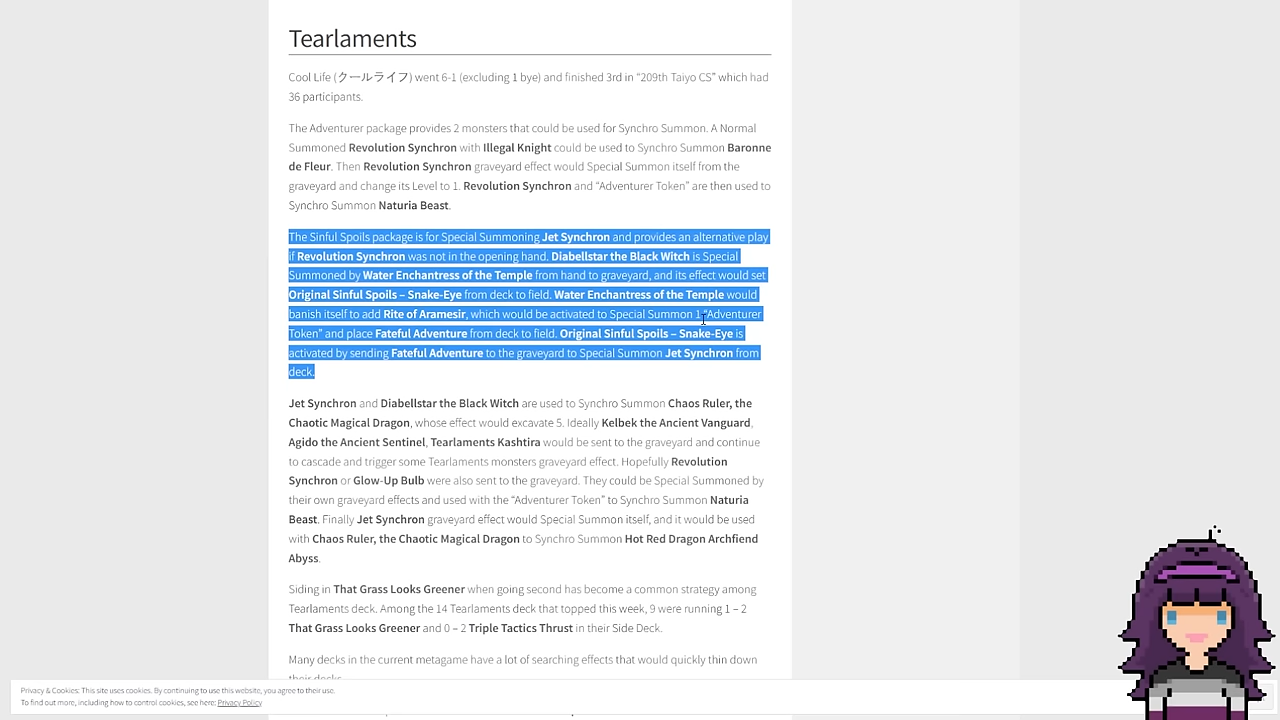 Tearlaments
Cool Life (クールライフ) went 6-1 (excluding 1 bye) and finished 3rd in “209th Taiyo CS” which had
36 participants.
The Adventurer package provides 2 monsters that could be used for Synchro Summon. A Normal
Summoned Revolution Synchron with Illegal Knight could be used to Synchro Summon Baronne
de Fleur. Then Revolution Synchron graveyard effect would Special Summon itself from the
graveyard and change its Level to 1. Revolution Synchron and “Adventurer Token” are then used to
Synchro Summon Naturia Beast.
The Sinful Spoils package is for Special Summoning Jet Synchron and provides an alternative play
if Revolution Synchron was not in the opening hand. Diabellstar the Black Witch is Special
Summoned by Water Enchantress of the Temple from hand to graveyard, and its effect would set
Original Sinful Spoils – Snake-Eye from deck to field. Water Enchantress of the Temple would
banish itself to add Rite of Aramesir, which would be activated to Special Summon 1 “Adventurer
Token” and place Fateful Adventure from deck to field. Original Sinful Spoils – Snake-Eye is
activated by sending Fateful Adventure to the graveyard to Special Summon Jet Synchron from
deck.
Jet Synchron and Diabellstar the Black Witch are used to Synchro Summon Chaos Ruler, the
Chaotic Magical Dragon, whose effect would excavate 5. Ideally Kelbek the Ancient Vanguard,
Agido the Ancient Sentinel, Tearlaments Kashtira would be sent to the graveyard and continue
to cascade and trigger some Tearlaments monsters graveyard effect. Hopefully Revolution
Synchron or Glow-Up Bulb were also sent to the graveyard. They could be Special Summoned by
their own graveyard effects and used with the “Adventurer Token” to Synchro Summon Naturia
Beast. Finally Jet Synchron graveyard effect would Special Summon itself, and it would be used
with Chaos Ruler, the Chaotic Magical Dragon to Synchro Summon Hot Red Dragon Archfiend
Abyss.
Siding in That Grass Looks Greener when going second has become a common strategy among
Tearlaments deck. Among the 14 Tearlaments deck that topped this week, 9 were running 1 – 2
That Grass Looks Greener and 0 – 2 Triple Tactics Thrust in their Side Deck.
Many decks in the current metagame have a lot of searching effects that would quickly thin down
their decks.
Privacy & Cookies: This site uses cookies. By continuing to use this website, you agree to their use.
To find out more, including how to control cookies, see here: Privacy Policy